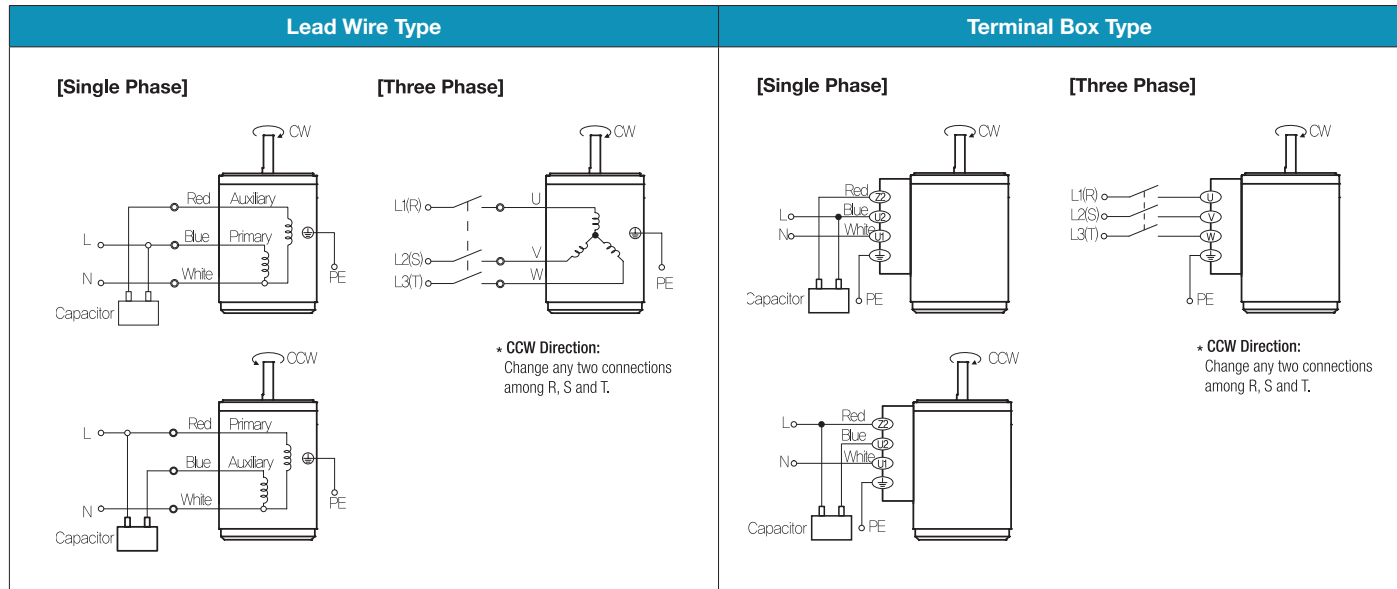 Lead Wire Type
[Single Phase]
[Three Phase]
CW
Red Auxiliary
L
Blue Primary
N
White
PE
Capacitor
CW
L1(R)
U
L2(S)
V
L3(T)
W
PE
* CCW Direction:
Change any two connections
among R, S and T.
CCW
L
Red Primary
Blue Auxiliary
N
White
PE
Capacitor
Terminal Box Type
[Single Phase]
[Three Phase]
CW
Red Z2
L
Blue U2
N
White U1
Capacitor
PE
CW
L1(R)
U
L2(S)
V
L3(T)
W
PE
* CCW Direction:
Change any two connections
among R, S and T.
CCW
L
Red Z2
Blue U2
N
White U1
Capacitor
PE